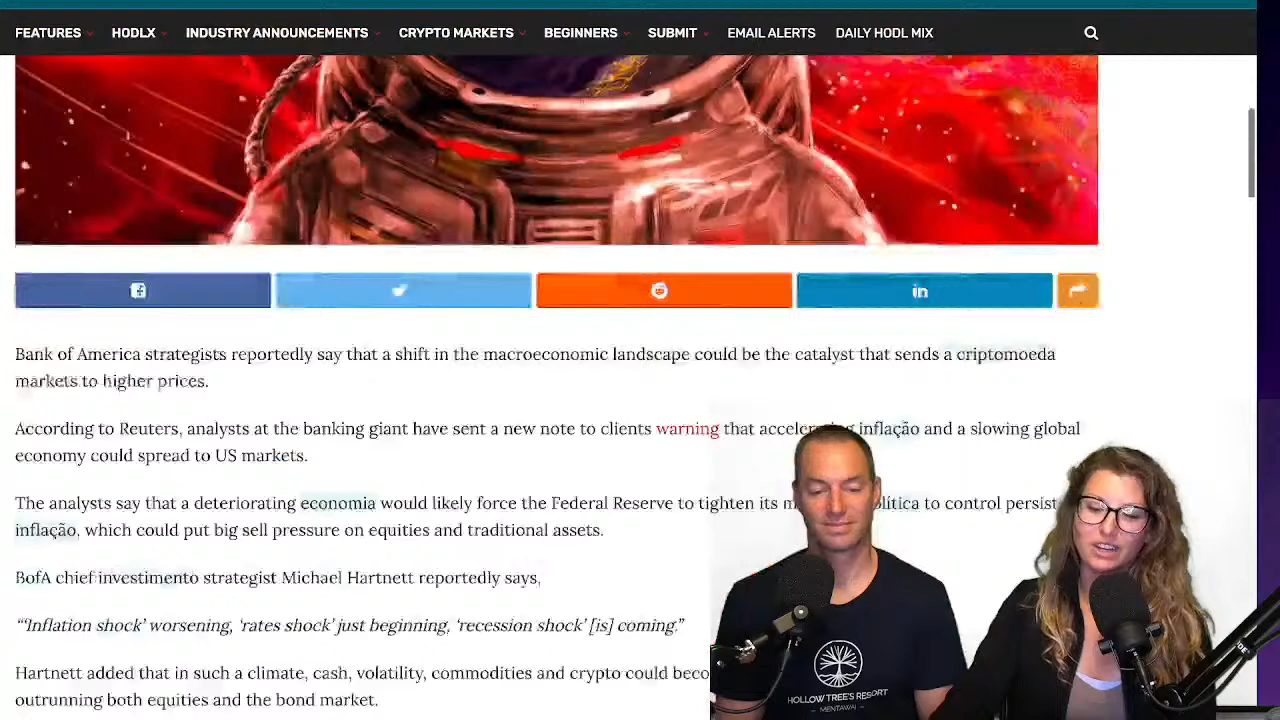 FEATURES HODLX INDUSTRY ANNOUNCEMENTS CRYPTO MARKETS BEGINNERS SUBMIT EMAIL ALERTS DAILY HODL MIX
Bank of America strategists reportedly say that a shift in the macroeconomic landscape could be the catalyst that sends a criptomoeda
markets to higher prices.
According to Reuters, analysts at the banking giant have sent a new note to clients warning that inflação and a slowing global
economy could spread to US markets.
The analysts say that a deteriorating economia would likely force the Federal Reserve to tighten its to control
inflação, which could put big sell pressure on equities and traditional assets.
BofA chief investimento strategist Michael Hartnett reportedly says,
“‘Inflation shock’ worsening, ‘rates shock’ just beginning, ‘recession shock’ [is] coming.”
Hartnett added that in such a climate, cash, volatility, commodities and crypto could
outrunning both equities and the bond market.
HOLLOW TREE'S RESORT
- MENTAWAI -